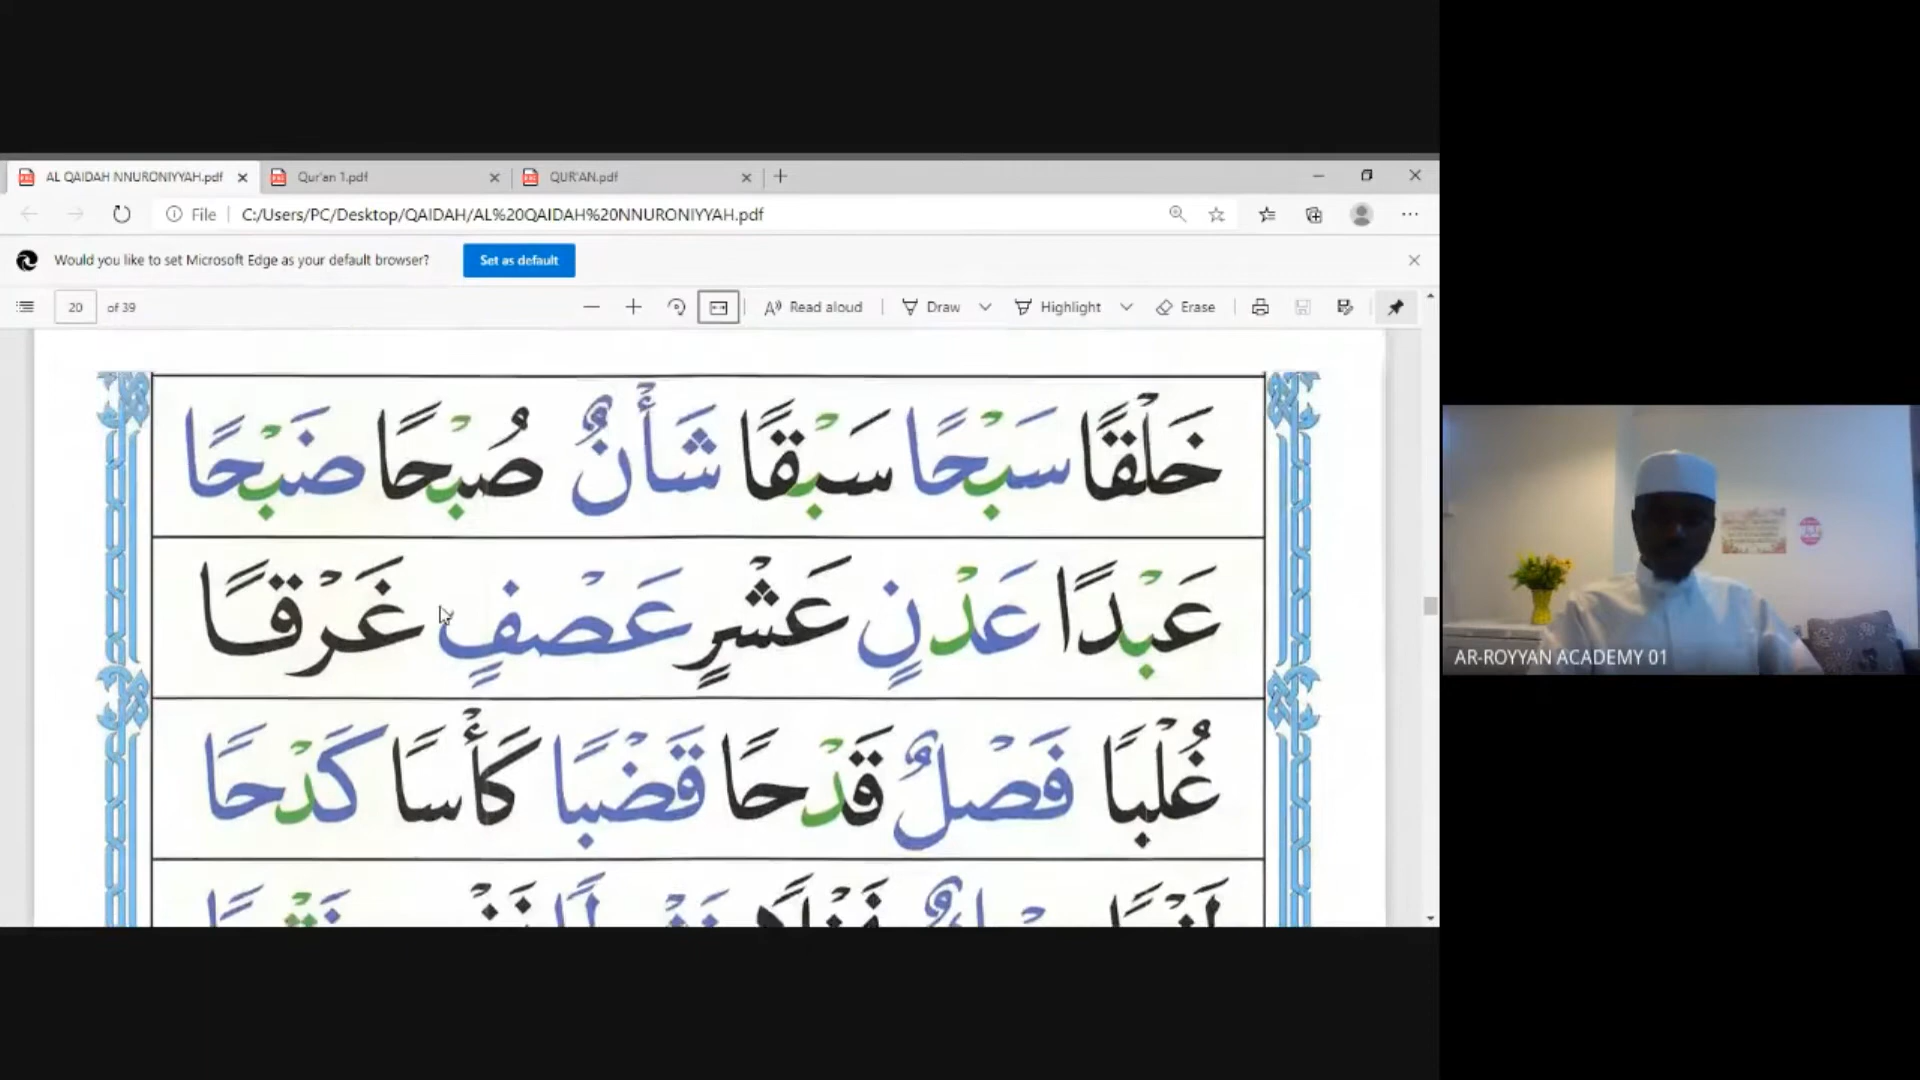 AL QAIDAH NNURONIYYAH.pdf
Qur'an 1.pdf
QUR'AN.pdf
File C:/Users/PC/Desktop/QAIDAH/AL%20QAIDAH%20NNURONIYYAH.pdf
Would you like to set Microsoft Edge as your default browser? Set as default
20 of 39 Read aloud Draw Highlight Erase
خَلْقًا سَبْحًا سَبْقًا شَأْنٌ صُبْحًا ضَبْحًا
عَبْدًا عَدْنٍ عَشْرٍ عَصْفٍ غَرْقًا
غُلْبًا فَصْلٌ قَدْحًا قَضْبًا كَأْسًا كَدْحًا
AR-ROYYAN ACADEMY 01